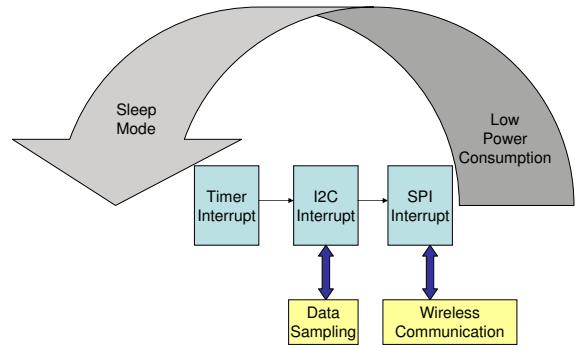 Sleep
Mode
Low
Power
Consumption
Timer
Interrupt
I2C
Interrupt
SPI
Interrupt
Data
Sampling
Wireless
Communication